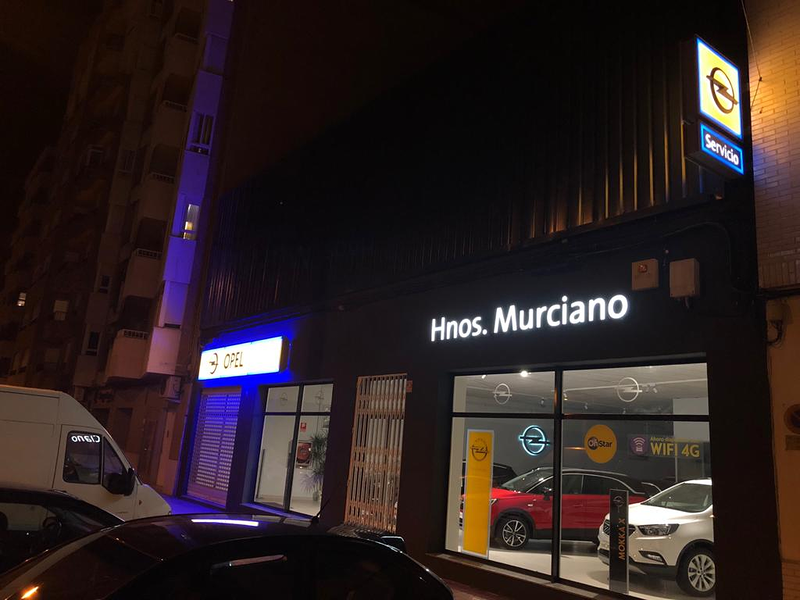 Servicio
Hnos. Murciano
OPEL
OnStar
WIFI 4G
MOKKA X